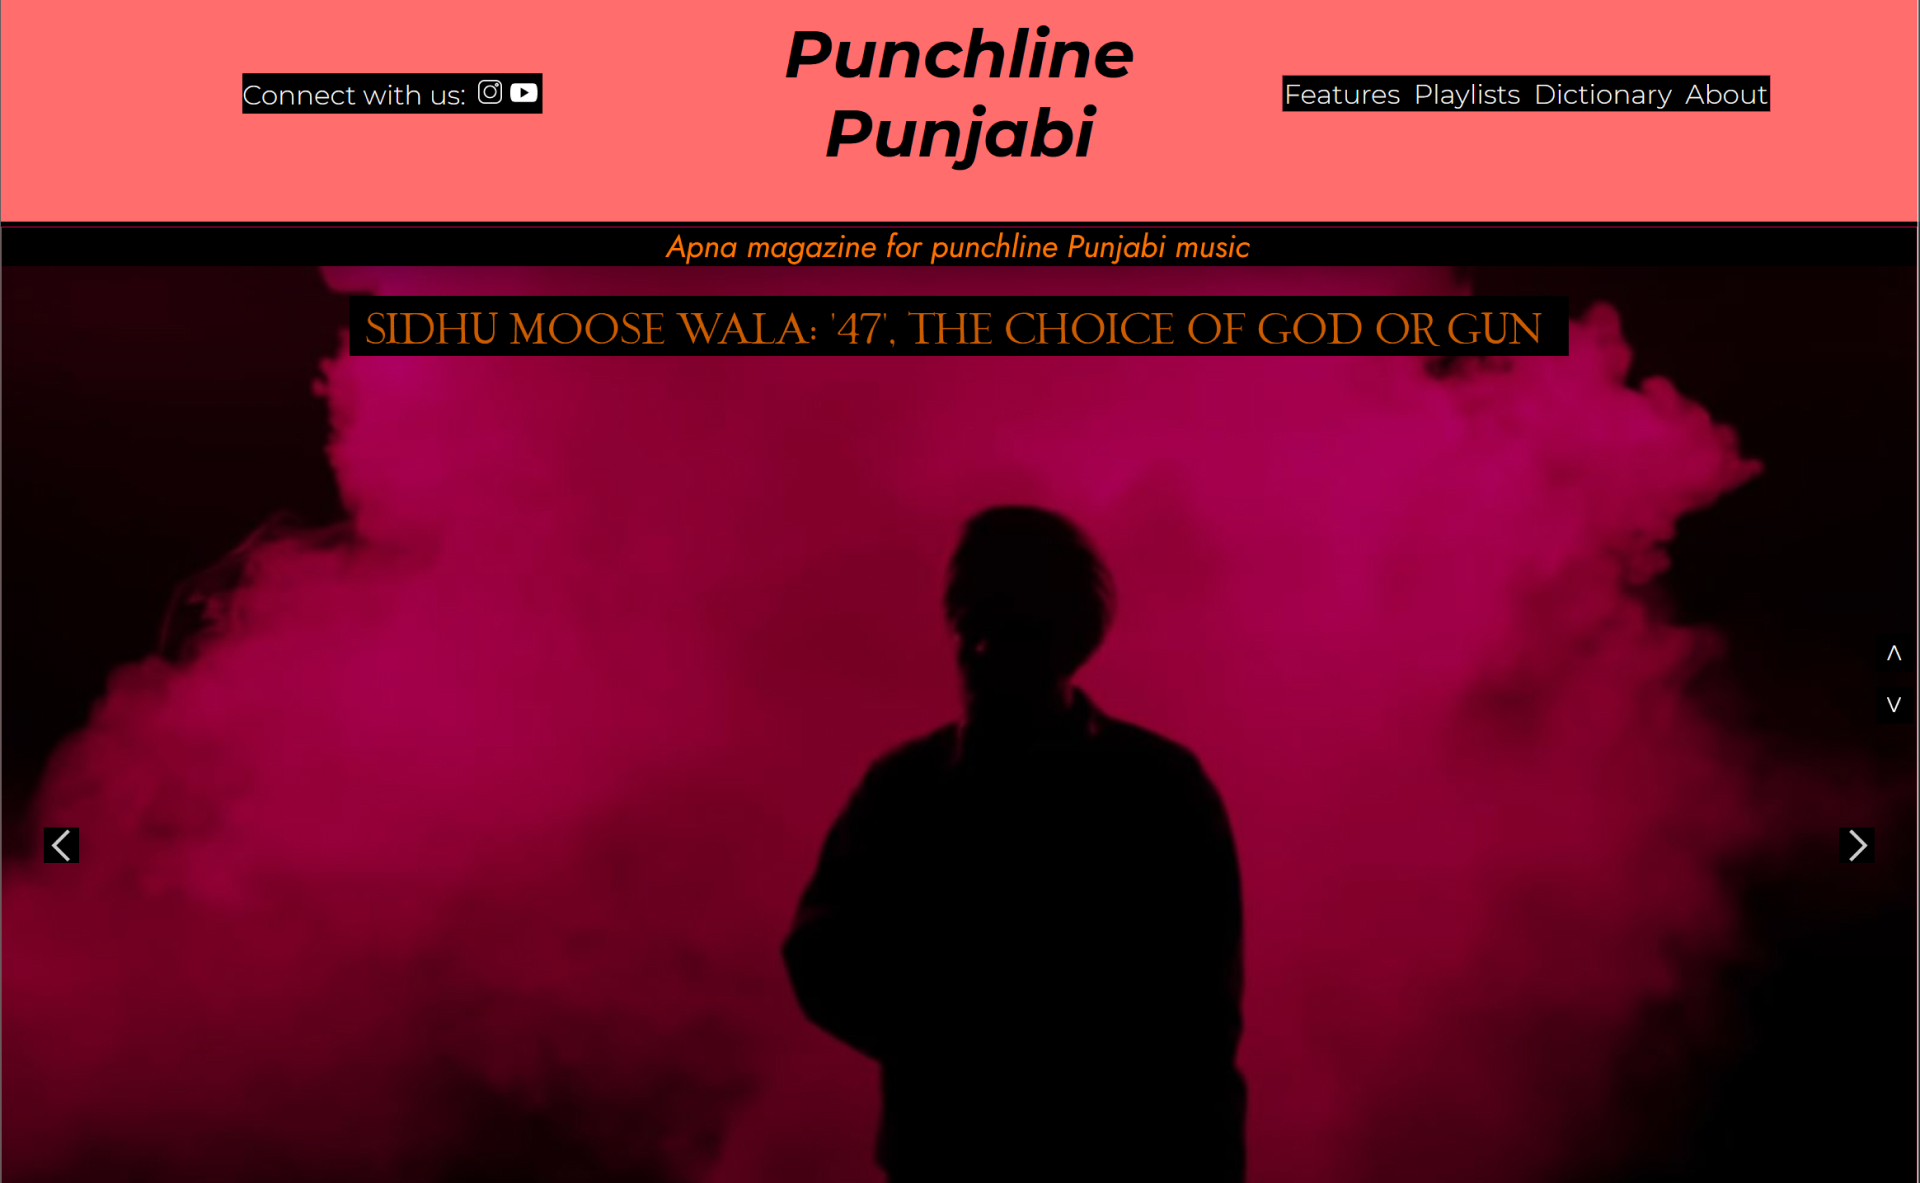 Connect with us:
Punchline
Punjabi
Features Playlists Dictionary About
Apna magazine for punchline Punjabi music
SIDHU MOOSE WALA: '47', THE CHOICE OF GOD OR GUN